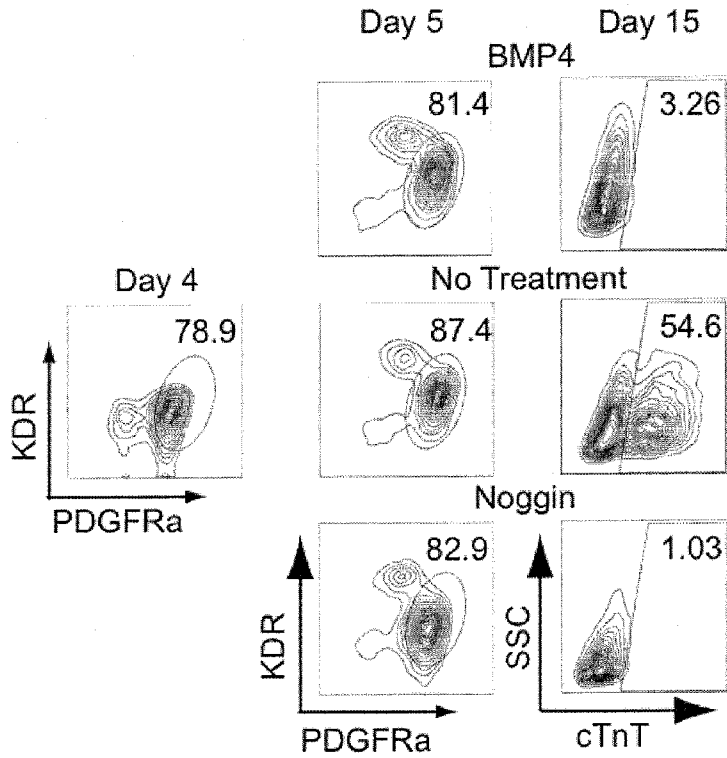 Day 5 Day 15
BMP4
81.4 3.26
Day 4 No Treatment
78.9 87.4 54.6
KDR
PDGFRa
Noggin
82.9 1.03
KDR SSC
PDGFRa cTnT